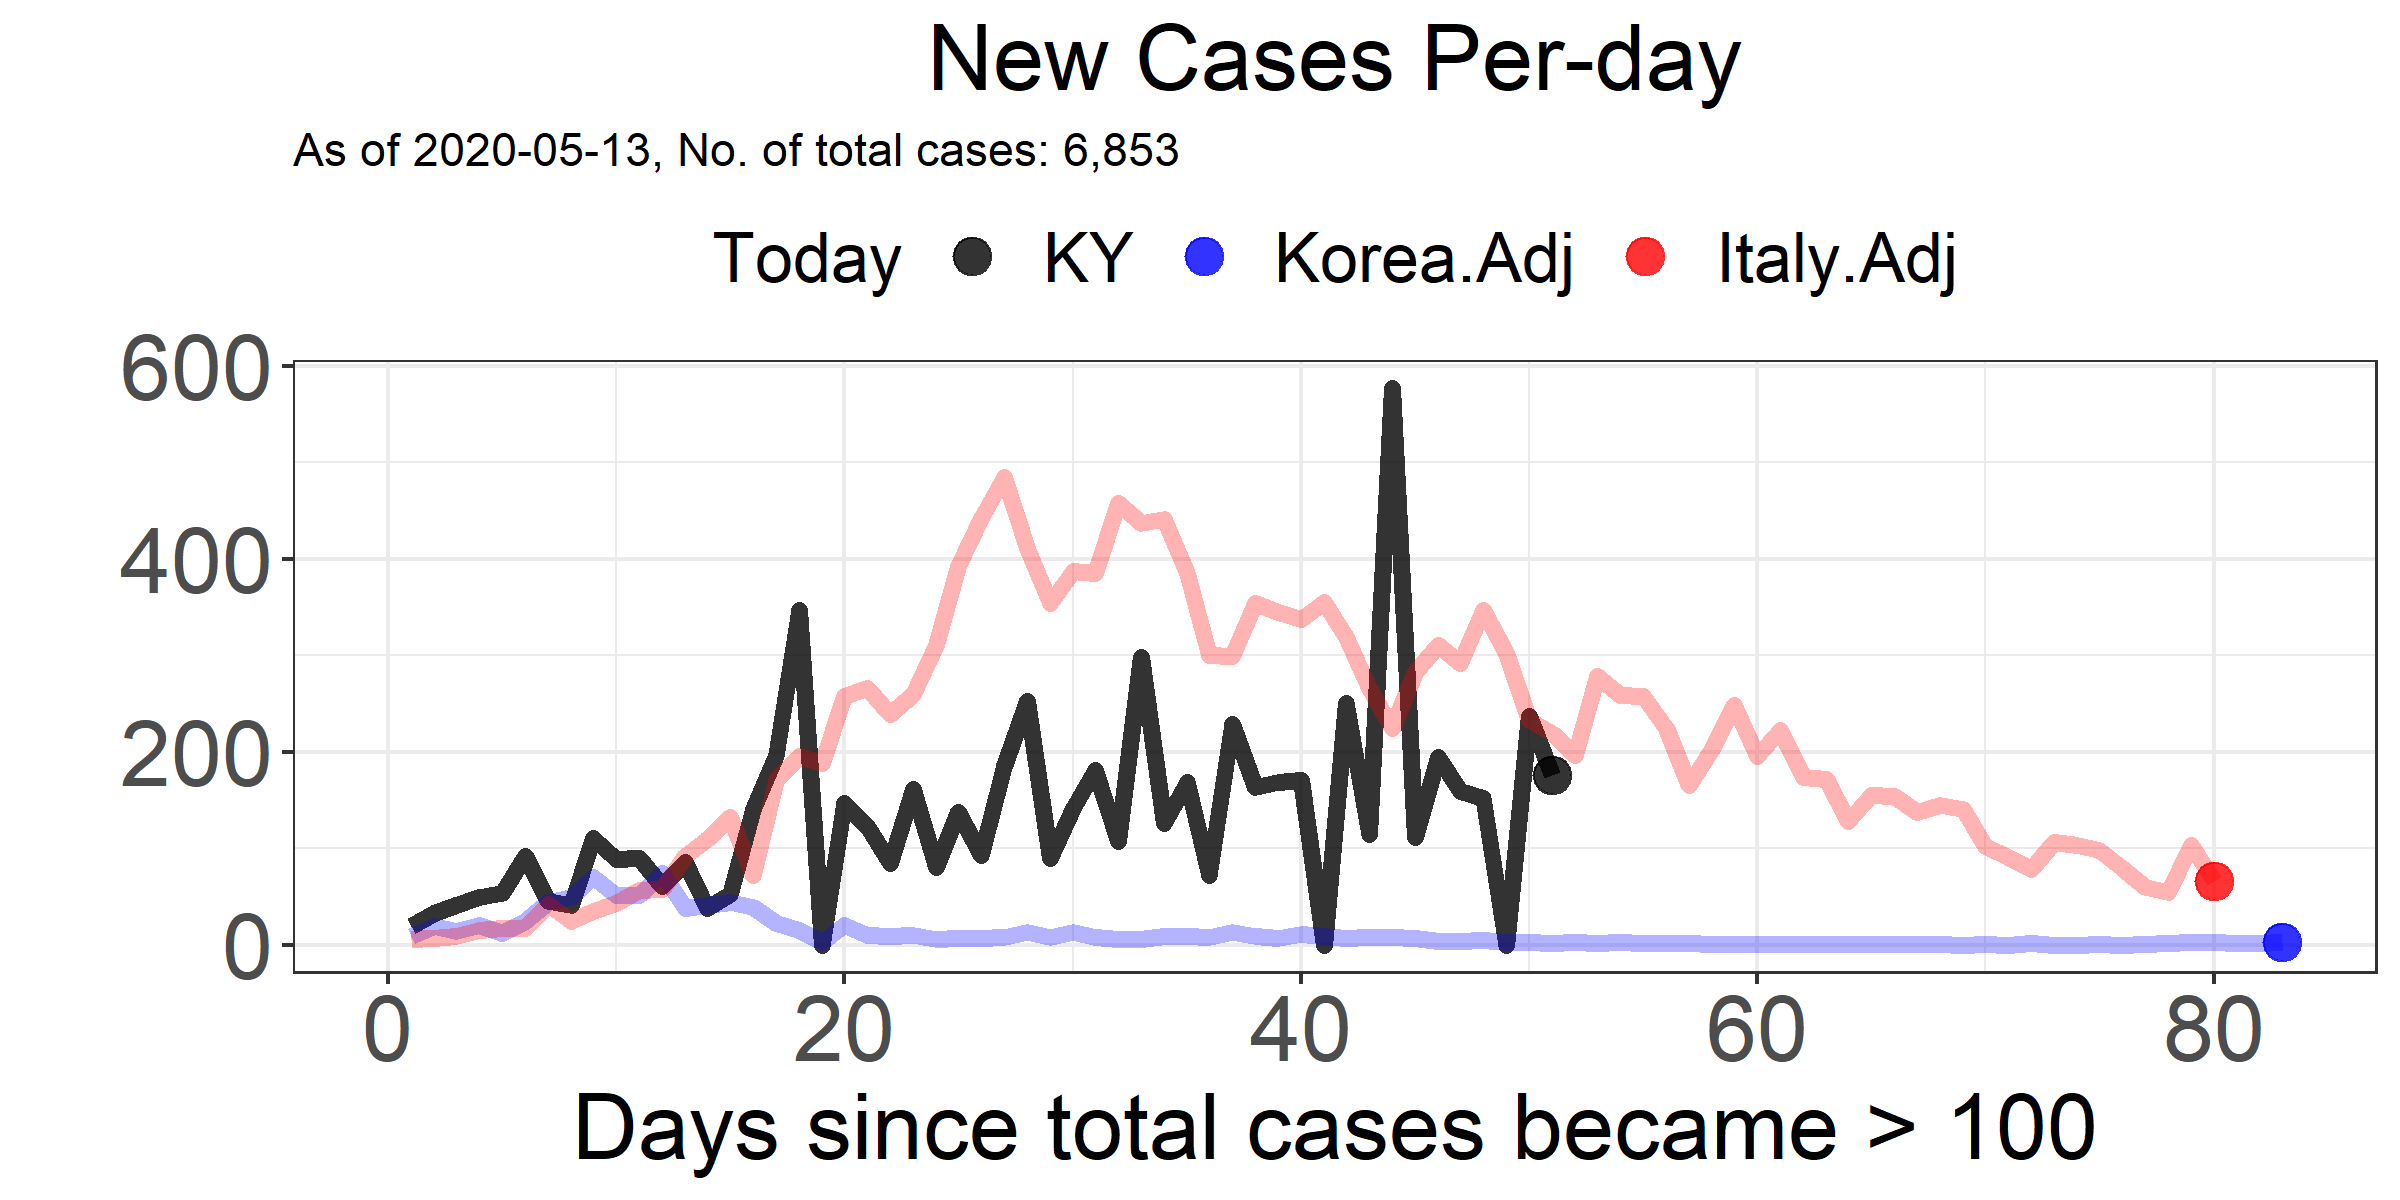 New Cases Per-day
As of 2020-05-13, No. of total cases: 6,853
Today KY Korea.Adj Italy.Adj
600
400
200
0
0 20 40 60 80
Days since total cases became > 100